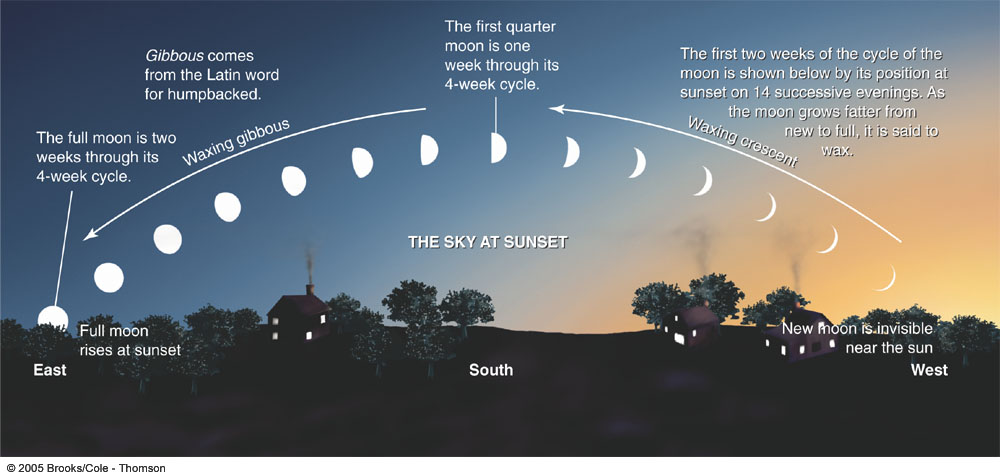 The first quarter
moon is one
week through its
4-week cycle.
Gibbous comes
from the Latin word
for humpbacked.
The first two weeks of the cycle of the
moon is shown below by its position at
sunset on 14 successive evenings. As
the moon grows fatter from
new to full, it is said to
wax.
The full moon is two
weeks through its
4-week cycle.
Waxing gibbous
Waxing crescent
THE SKY AT SUNSET
Full moon
rises at sunset
New moon is invisible
near the sun
East
South
West
© 2005 Brooks/Cole - Thomson